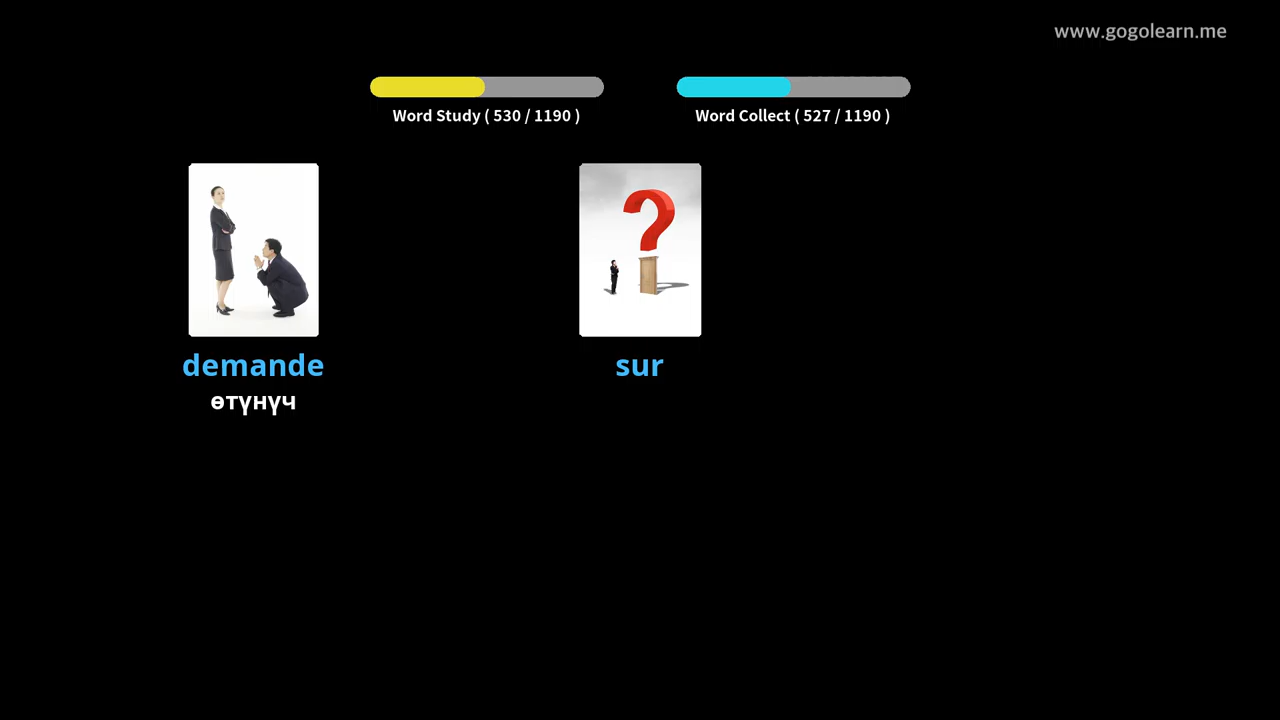 www.gogolearn.me
Word Study ( 530 / 1190 )
Word Collect ( 527 / 1190 )
demande
өтүнүч
sur